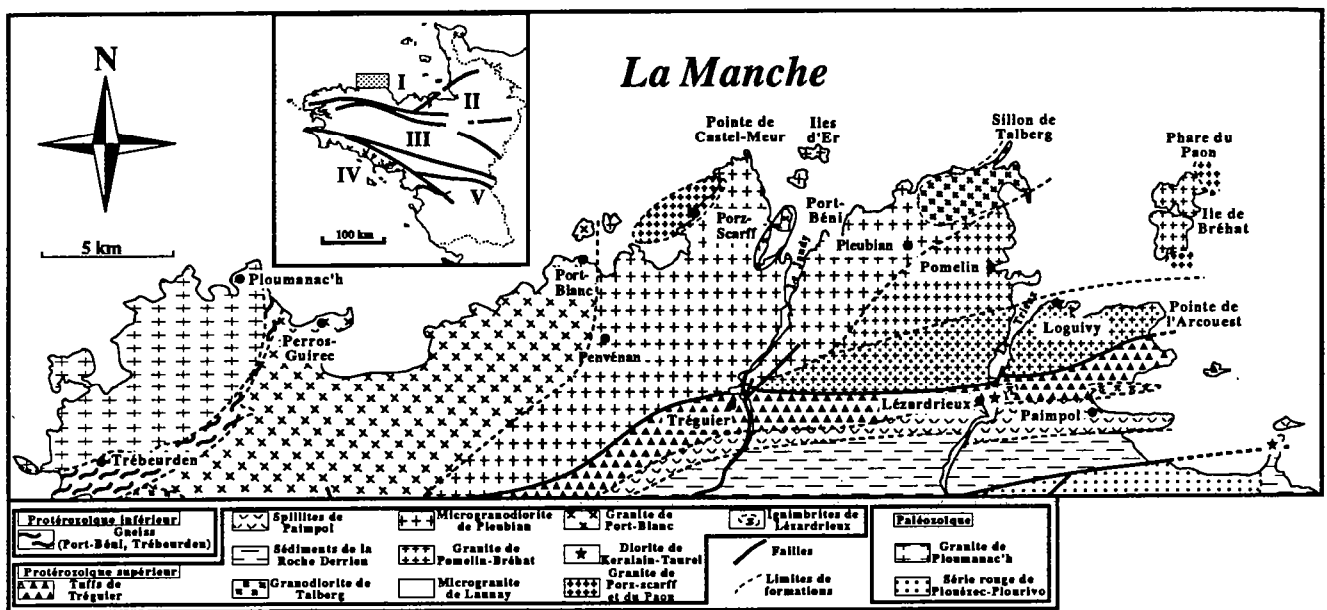 La Manche
N
5 km
I
II
III
IV
V
100 km
Pointe de
Castel-Meur
Iles
d'Er
Sillon de
Talberg
Phare du
Paon
Ile de
Bréhat
Porz-
Scarff
Port-
Béni
Pleubian
Pomelin
Ploumanac'h
Port-
Blanc
Perros-
Guirec
Penvénan
Loguivy
Pointe de
l'Arcouest
Tréguier
Lézardrieux
Paimpol
Trébeurden
Protérozoïque inférieur
Gneiss
(Port-Béni, Trébeurden)
Protérozoïque supérieur
Tuffs de
Tréguier
Spillites de
Paimpol
Sédiments de la
Roche Derrien
Granodiorite de
Talberg
Microgranodiorite
de Pleubian
Granite de
Pomelin-Bréhat
Microgranite
de Launay
Granite de
Port-Blanc
Diorite de
Keralain-Taurel
Granite de
Porz-scarff
et du Paon
Ignimbrites de
Lézardrieux
Failles
Limites de
formations
Paléozoïque
Granite de
Ploumanac'h
Série rouge de
Plouézec-Plourivo